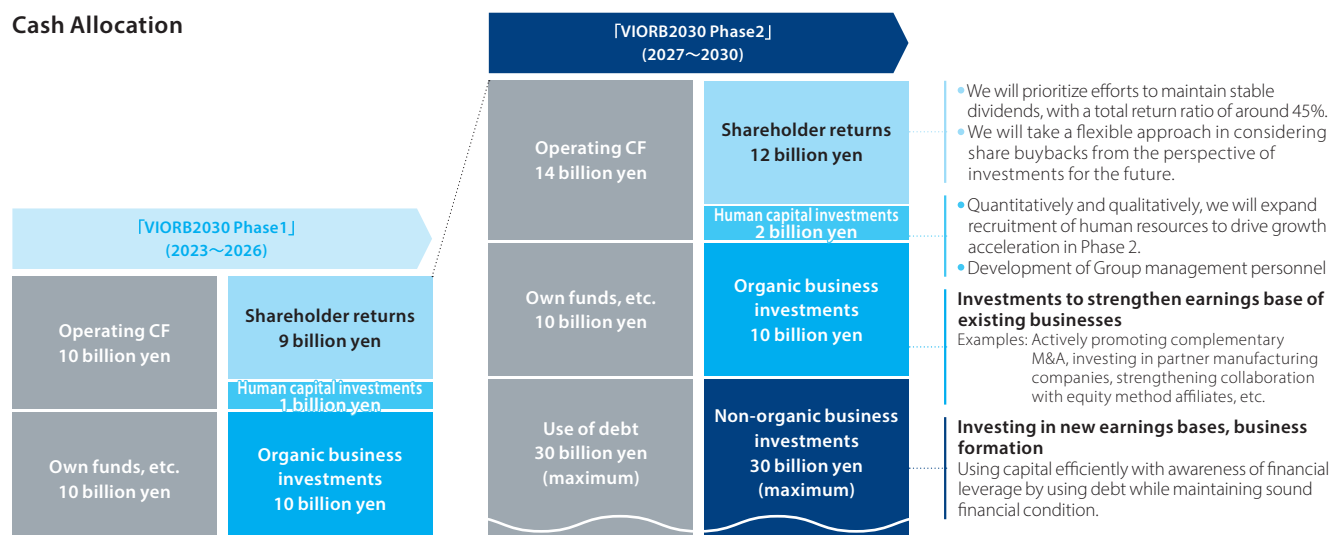 Cash Allocation
「VIORB2030 Phase1」
(2023～2026)
Operating CF
10 billion yen
Own funds, etc.
10 billion yen
Shareholder returns
9 billion yen
Human capital investments
1 billion yen
Organic business
investments
10 billion yen
「VIORB2030 Phase2」
(2027～2030)
Operating CF
14 billion yen
Own funds, etc.
10 billion yen
Use of debt
30 billion yen
(maximum)
Shareholder returns
12 billion yen
Human capital investments
2 billion yen
Organic business
investments
10 billion yen
Non-organic business
investments
30 billion yen
(maximum)
•We will prioritize efforts to maintain stable
dividends, with a total return ratio of around 45%.
•We will take a flexible approach in considering
share buybacks from the perspective of
investments for the future.
•Quantitatively and qualitatively, we will expand
recruitment of human resources to drive growth
acceleration in Phase 2.
•Development of Group management personnel
Investments to strengthen earnings base of
existing businesses
Examples: Actively promoting complementary
M&A, investing in partner manufacturing
companies, strengthening collaboration
with equity method affiliates, etc.
Investing in new earnings bases, business
formation
Using capital efficiently with awareness of financial
leverage by using debt while maintaining sound
financial condition.